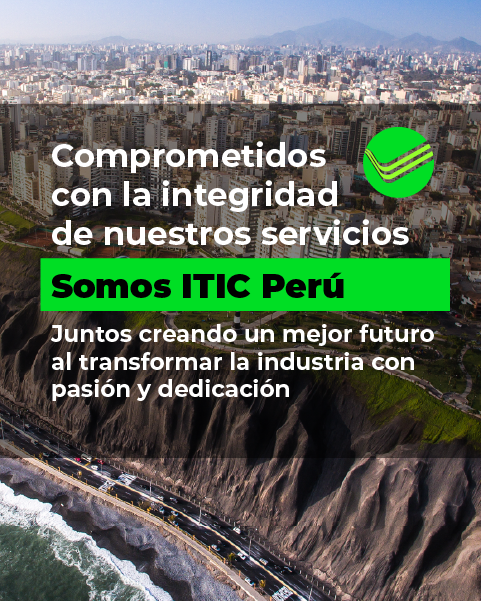 Comprometidos
con la integridad
de nuestros servicios
Somos ITIC Perú
Juntos creando un mejor futuro
al transformar la industria con
pasión y dedicación